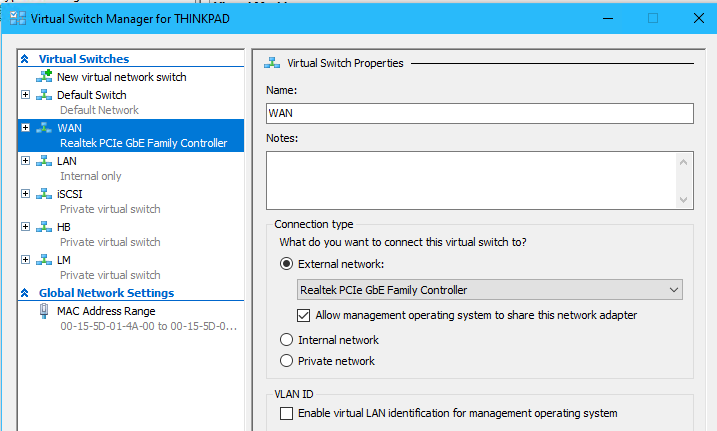 Virtual Switch Manager for THINKPAD
Virtual Switches
New virtual network switch
Default Switch
Default Network
WAN
Realtek PCIe GbE Family Controller
LAN
Internal only
iSCSI
Private virtual switch
HB
Private virtual switch
LM
Private virtual switch
Global Network Settings
MAC Address Range
00-15-5D-01-4A-00 to 00-15-5D-0...
Virtual Switch Properties
Name:
WAN
Notes:
Connection type
What do you want to connect this virtual switch to?
External network:
Realtek PCIe GbE Family Controller
Allow management operating system to share this network adapter
Internal network
Private network
VLAN ID
Enable virtual LAN identification for management operating system